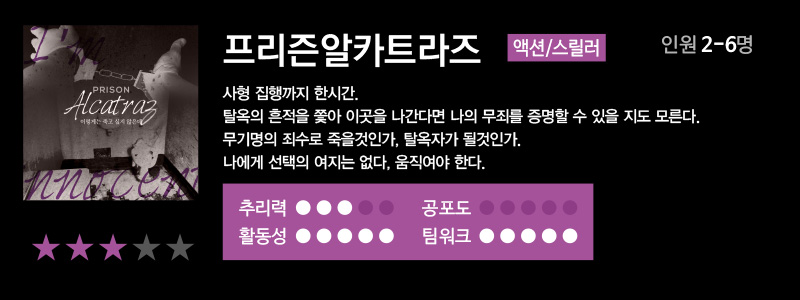 I'm
PRISON
Alcatraz
이렇게는 죽고 싶지 않은데
innocent
프리즌알카트라즈
액션/스릴러
인원 2-6명
사형 집행까지 한시간.
탈옥의 흔적을 쫓아 이곳을 나간다면 나의 무죄를 증명할 수 있을 지도 모른다.
무기명의 죄수로 죽을것인가, 탈옥자가 될것인가.
나에게 선택의 여지는 없다, 움직여야 한다.
추리력
공포도
활동성
팀워크